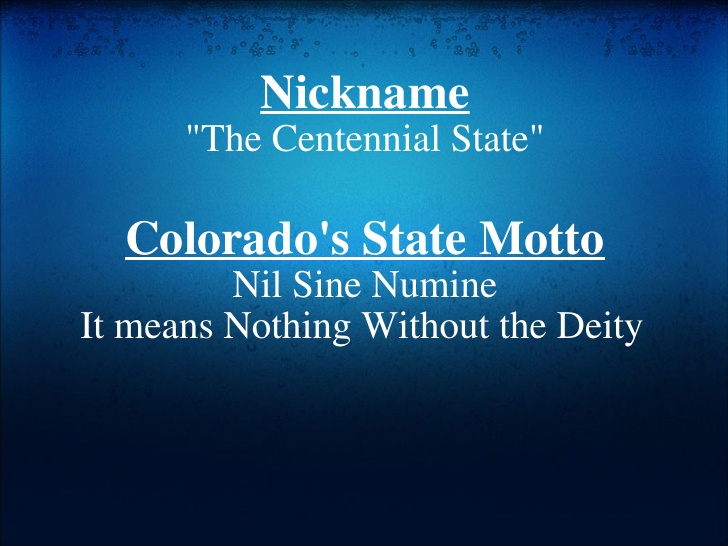 Nickname
"The Centennial State"
Colorado's State Motto
Nil Sine Numine
It means Nothing Without the Deity